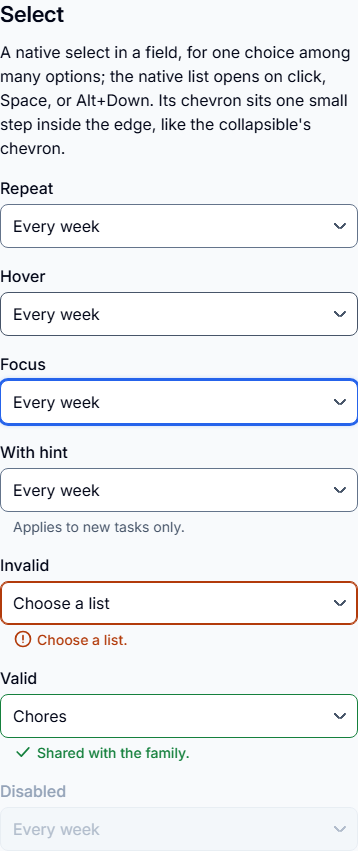 Select
A native select in a field, for one choice among
many options; the native list opens on click,
Space, or Alt+Down. Its chevron sits one small
step inside the edge, like the collapsible's
chevron.
Repeat
Every week
Hover
Every week
Focus
Every week
With hint
Every week
Applies to new tasks only.
Invalid
Choose a list
Choose a list.
Valid
Chores
Shared with the family.
Disabled
Every week